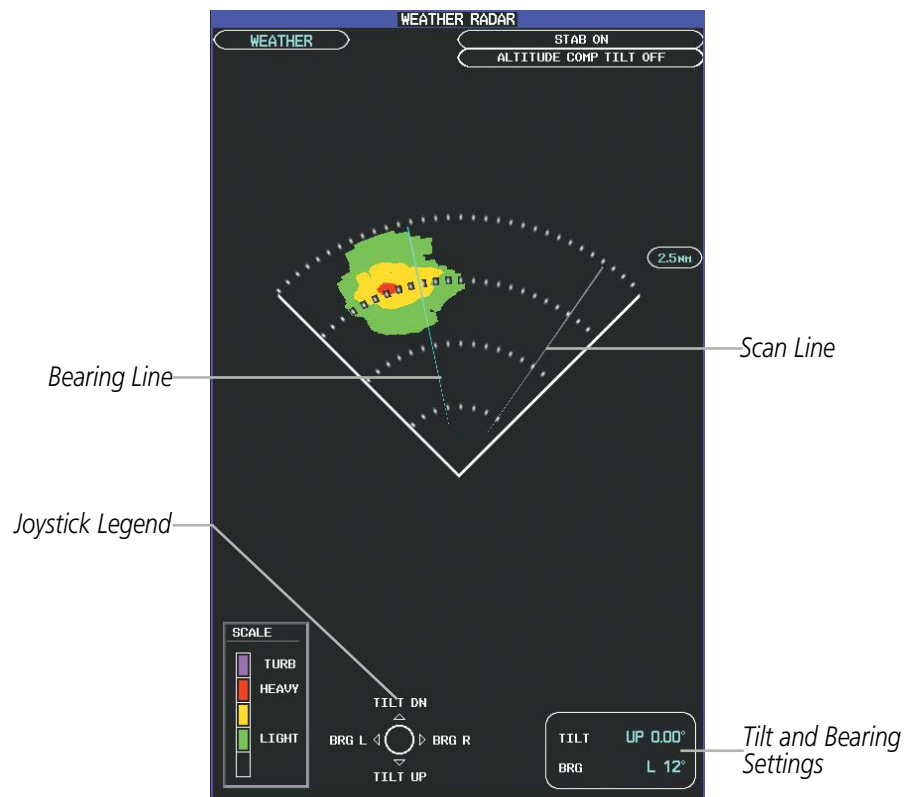 WEATHER RADAR
WEATHER
STAB ON
ALTITUDE COMP TILT OFF
2.5NM
Scan Line
Bearing Line
Joystick Legend
SCALE
TURB
HEAVY
LIGHT
TILT DN
BRG L
BRG R
TILT UP
TILT UP 0.00°
BRG L 12°
Tilt and Bearing
Settings